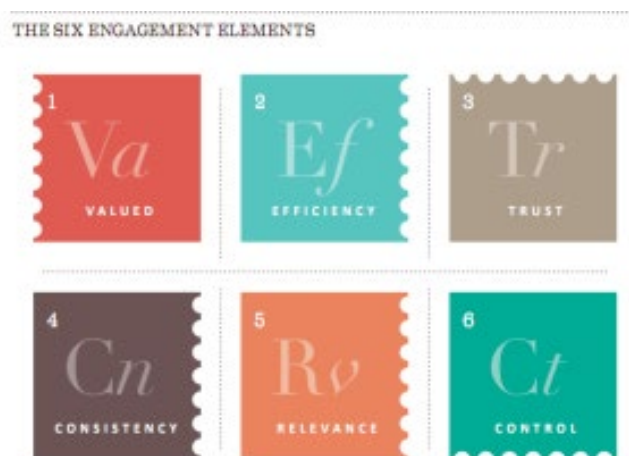 THE SIX ENGAGEMENT ELEMENTS
1
Va
VALUED
2
Ef
EFFICIENCY
3
Tr
TRUST
4
Cn
CONSISTENCY
5
Rv
RELEVANCE
6
Ct
CONTROL